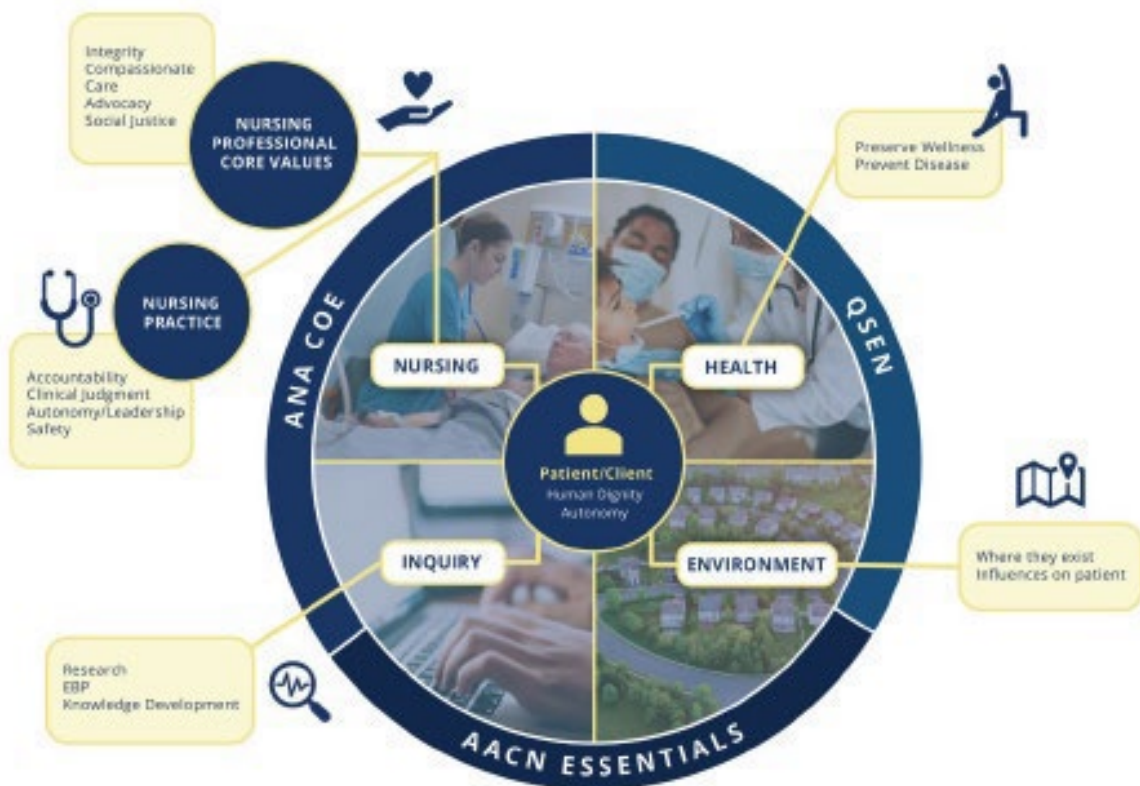 Integrity
Compassionate
Care
Advocacy
Social Justice
NURSING
PROFESSIONAL
CORE VALUES
Preserve Wellness
Prevent Disease
NURSING
PRACTICE
Accountability
Clinical Judgment
Autonomy/Leadership
Safety
ANA COE
QSEN
NURSING
HEALTH
Patient/Client
Human Dignity
Autonomy
INQUIRY
ENVIRONMENT
Where they exist
Influences on patient
Research
EBP
Knowledge Development
AACN ESSENTIALS